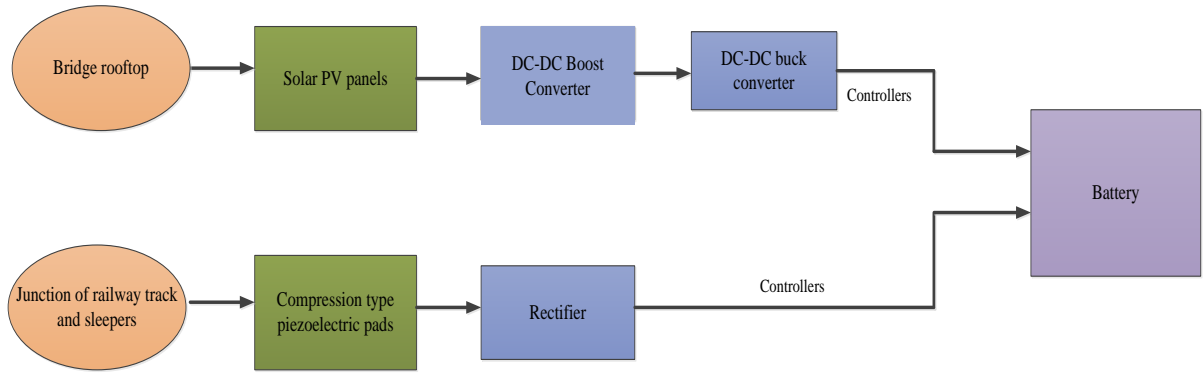 Bridge rooftop
Solar PV panels
DC-DC Boost
Converter
DC-DC buck
converter
Controllers
Battery
Junction of railway track
and sleepers
Compression type
piezoelectric pads
Rectifier
Controllers